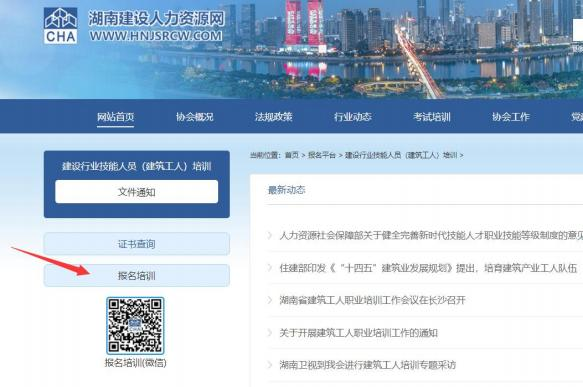 湖南建设人力资源网
CHA WWW.HNJSRCW.COM
网站首页 协会概况 法规政策 行业动态 考试培训 协会工作
建设行业技能人员（建筑工人）培训
文件通知
证书查询
报名培训
报名培训(微信)
当前位置：首页 > 报名平台 > 建设行业技能人员（建筑工人）培训 >
最新动态
人力资源社会保障部关于健全完善新时代技能人才职业技能等级制度的意见
住建部印发《“十四五”建筑业发展规划》提出，培育建筑产业工人队伍
湖南省建筑工人职业培训工作会议在长沙召开
关于开展建筑工人职业培训工作的通知
湖南卫视到我会进行建筑工人培训专题采访